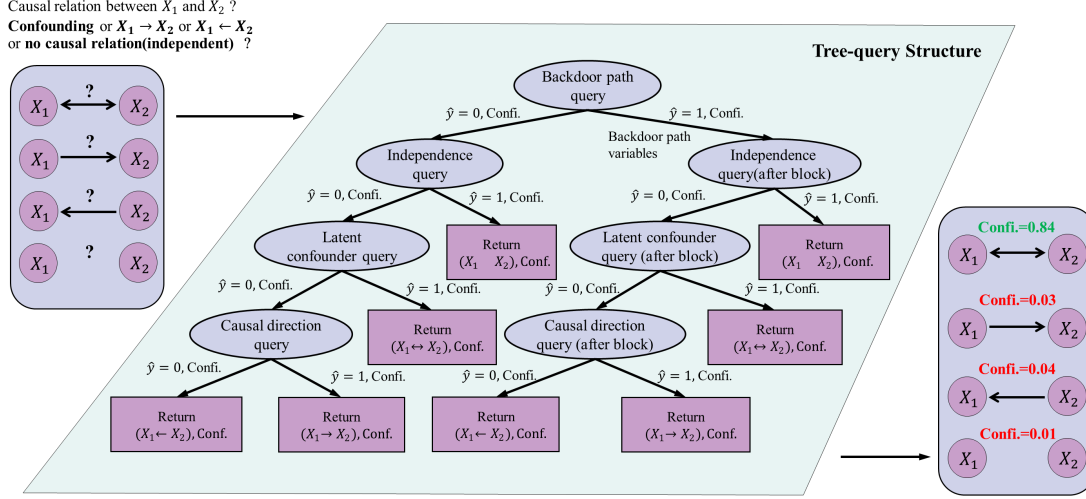 Causal relation between X₁ and X₂ ?
Confounding or X₁ → X₂ or X₁ ← X₂
or no causal relation(independent) ?
?
X₁ X₂
?
X₁ X₂
?
X₁ X₂
?
X₁ X₂
Tree-query Structure
Backdoor path
query
ŷ = 0, Confi.
ŷ = 1, Confi.
Backdoor path
variables
Independence
query
Independence
query(after block)
ŷ = 0, Confi.
ŷ = 1, Confi.
ŷ = 0, Confi.
ŷ = 1, Confi.
Latent
confounder query
Return
(X₁ X₂), Conf.
Latent confounder
query (after block)
Return
(X₁ X₂), Conf.
ŷ = 0, Confi.
ŷ = 1, Confi.
ŷ = 0, Confi.
ŷ = 1, Confi.
Causal direction
query
Return
(X₁ ↔ X₂), Conf.
Causal direction
query (after block)
Return
(X₁ ↔ X₂), Conf.
ŷ = 0, Confi.
ŷ = 1, Confi.
ŷ = 0, Confi.
ŷ = 1, Confi.
Return
(X₁ ← X₂), Conf.
Return
(X₁ → X₂), Conf.
Return
(X₁ ← X₂), Conf.
Return
(X₁ → X₂), Conf.
Confi.=0.84
X₁ X₂
Confi.=0.03
X₁ X₂
Confi.=0.04
X₁ X₂
Confi.=0.01
X₁ X₂